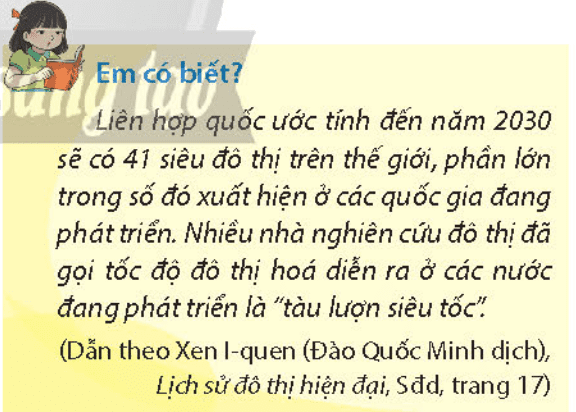 Em có biết?
sáng tạo
Liên hợp quốc ước tính đến năm 2030
sẽ có 41 siêu đô thị trên thế giới, phần lớn
trong số đó xuất hiện ở các quốc gia đang
phát triển. Nhiều nhà nghiên cứu đô thị đã
gọi tốc độ đô thị hoá diễn ra ở các nước
đang phát triển là “tàu lượn siêu tốc”.
(Dẫn theo Xen I-quen (Đào Quốc Minh dịch),
Lịch sử đô thị hiện đại, Sđd, trang 17)